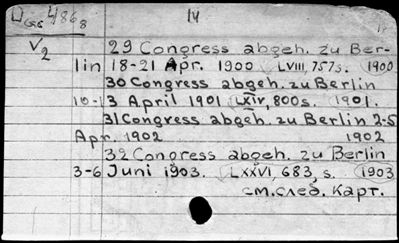 IV
V2
29 Congress abgeh. zu Ber-
lin 18-21 Apr. 1900 LVIII, 757s. 1900
30 Congress abgeh. zu Berlin
10-13 April 1901 LXIV, 800s. 1901.
31 Congress abgeh. zu Berlin 2-5
Apr. 1902 1902
32 Congress abgeh. zu Berlin
3-6 Juni 1903. LXXVI, 683, s. 1903
см. след. карт.